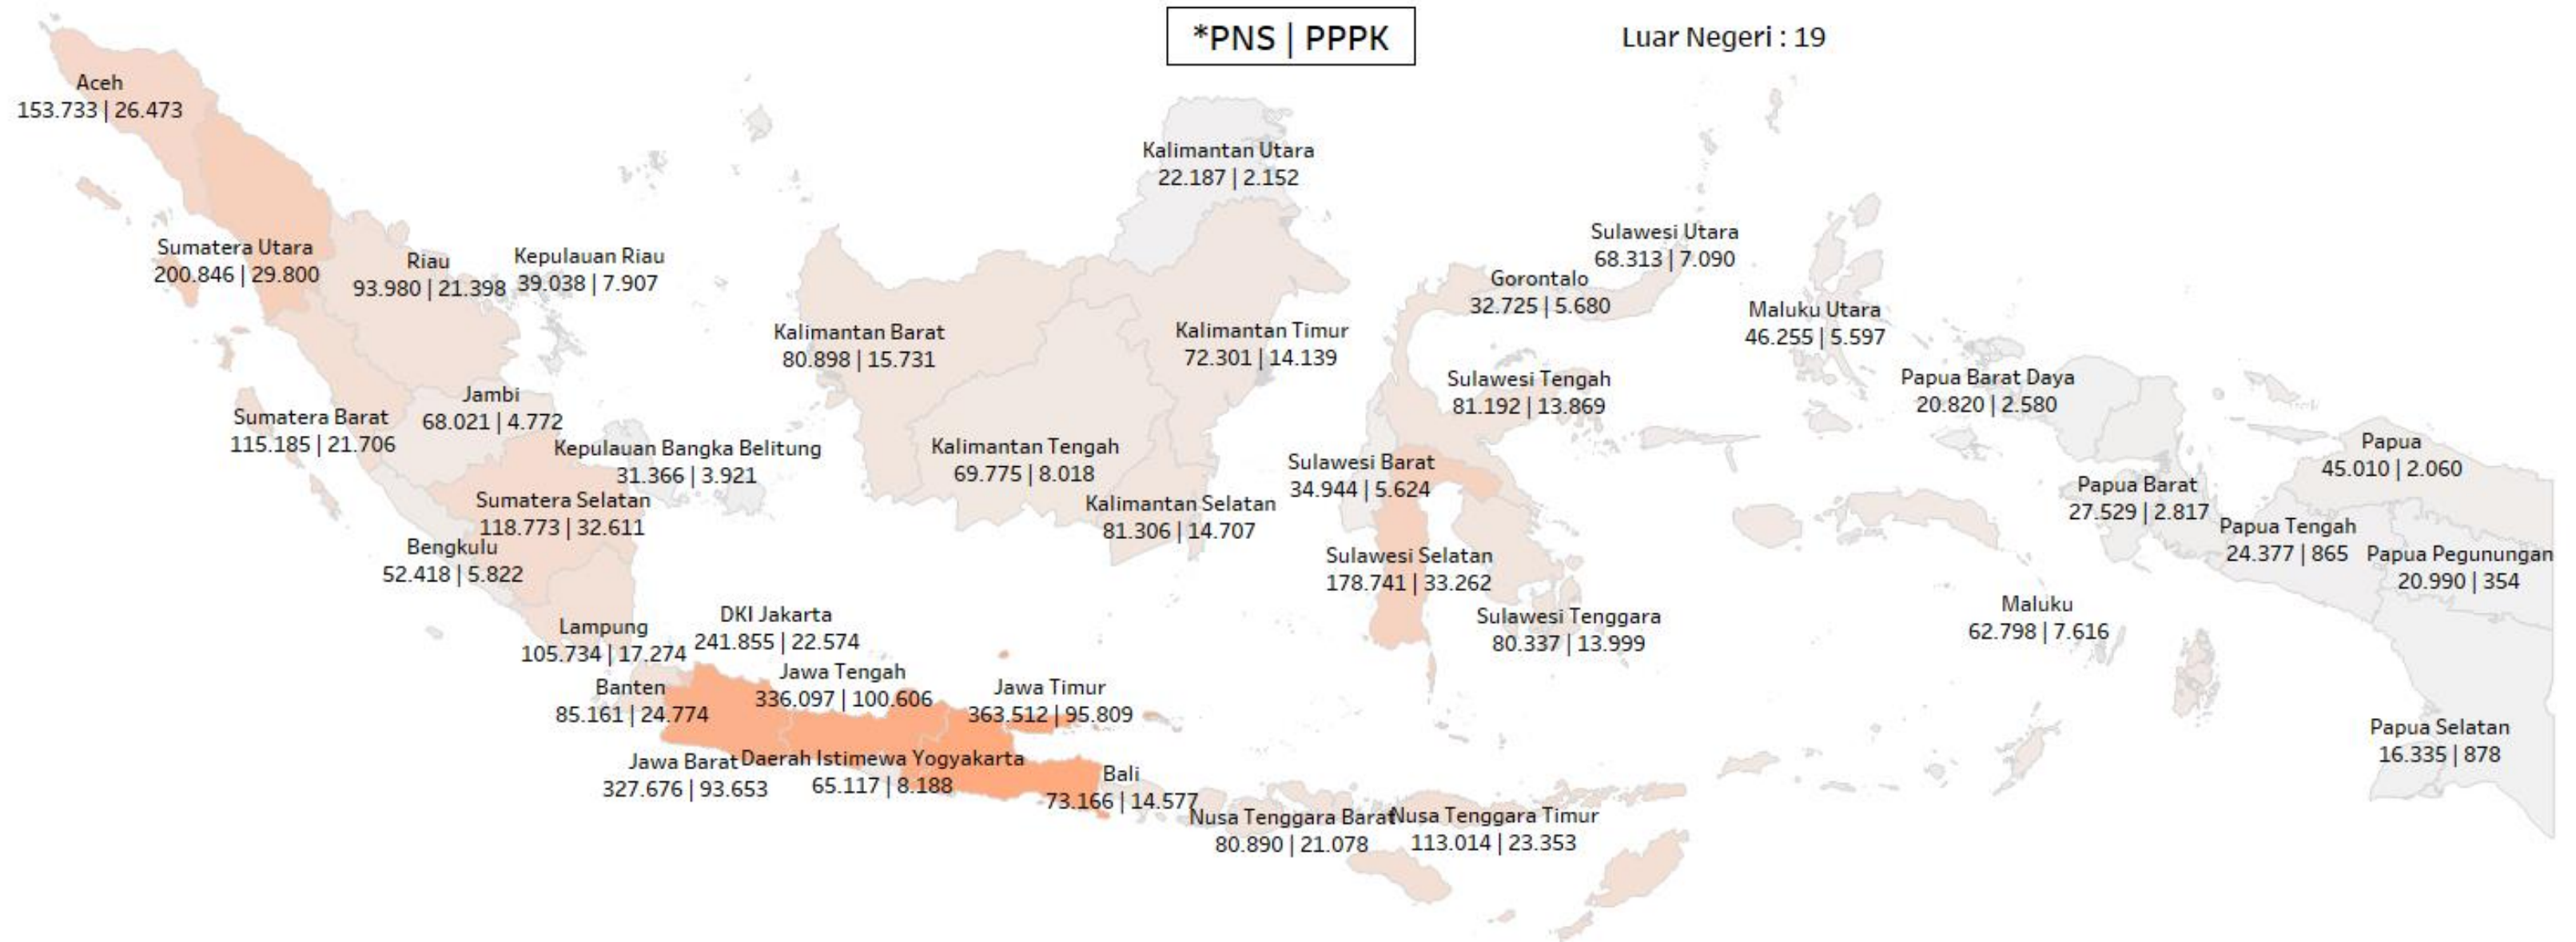 *PNS | PPPK
Luar Negeri : 19
Aceh
153.733 | 26.473
Sumatera Utara
200.846 | 29.800
Riau
93.980 | 21.398
Kepulauan Riau
39.038 | 7.907
Sumatera Barat
115.185 | 21.706
Jambi
68.021 | 4.772
Kepulauan Bangka Belitung
31.366 | 3.921
Sumatera Selatan
118.773 | 32.611
Bengkulu
52.418 | 5.822
Lampung
105.734 | 17.274
DKI Jakarta
241.855 | 22.574
Banten
85.161 | 24.774
Jawa Tengah
336.097 | 100.606
Jawa Timur
363.512 | 95.809
Jawa Barat
327.676 | 93.653
Daerah Istimewa Yogyakarta
65.117 | 8.188
Bali
73.166 | 14.577
Nusa Tenggara Barat
80.890 | 21.078
Nusa Tenggara Timur
113.014 | 23.353
Kalimantan Utara
22.187 | 2.152
Kalimantan Barat
80.898 | 15.731
Kalimantan Timur
72.301 | 14.139
Kalimantan Tengah
69.775 | 8.018
Kalimantan Selatan
81.306 | 14.707
Sulawesi Utara
68.313 | 7.090
Gorontalo
32.725 | 5.680
Sulawesi Tengah
81.192 | 13.869
Sulawesi Barat
34.944 | 5.624
Sulawesi Selatan
178.741 | 33.262
Sulawesi Tenggara
80.337 | 13.999
Maluku Utara
46.255 | 5.597
Maluku
62.798 | 7.616
Papua Barat Daya
20.820 | 2.580
Papua Barat
27.529 | 2.817
Papua
45.010 | 2.060
Papua Tengah
24.377 | 865
Papua Pegunungan
20.990 | 354
Papua Selatan
16.335 | 878